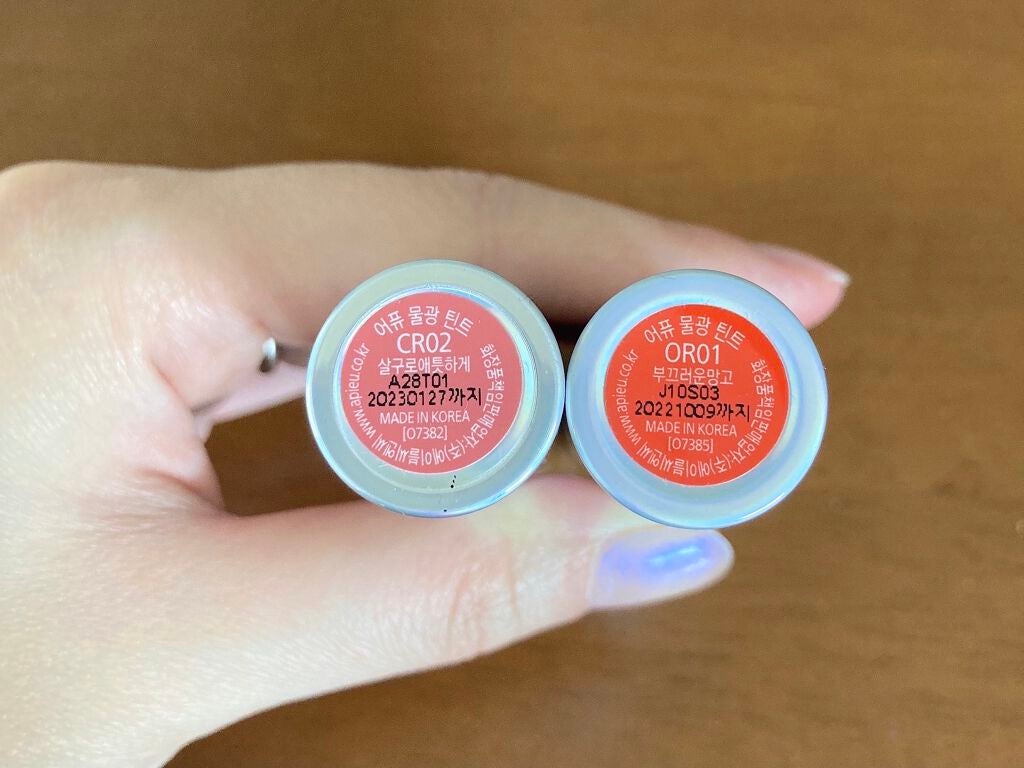 어퓨 물광 틴트
CR02
살구로애틋하게
A28T01
20230127까지
MADE IN KOREA
[07382]
www.apieu.co.kr
화장품책임판매업자:(주)에이블씨엔씨
어퓨 물광 틴트
OR01
부끄러운망고
J10S03
20221009까지
MADE IN KOREA
[07385]
www.apieu.co.kr
화장품책임판매업자:(주)에이블씨엔씨